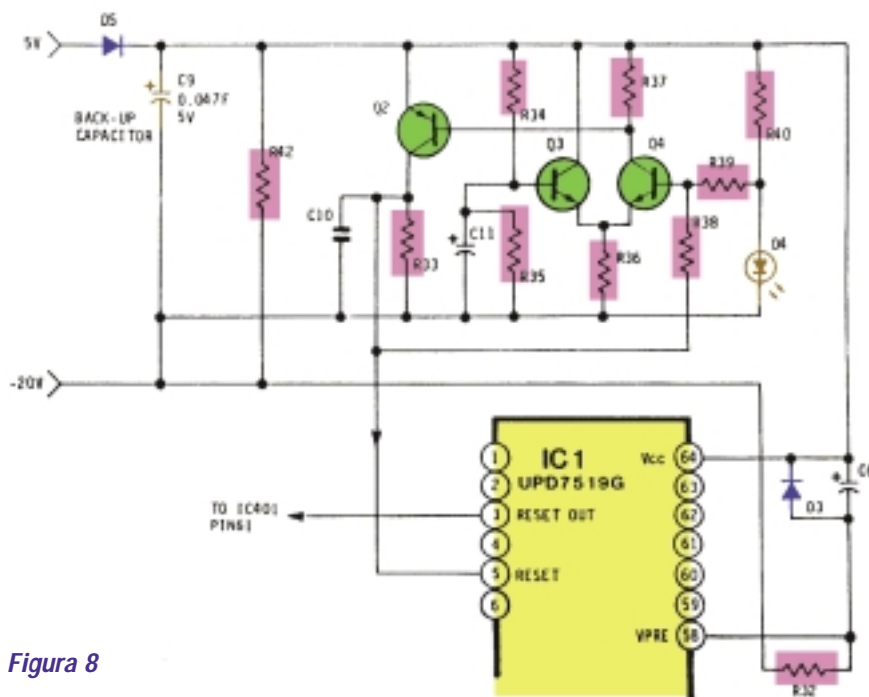 D5
5V
C9
0.047F
5V
BACK-UP
CAPACITOR
R42
Q2
R34
R37
R40
Q3
Q4
R39
D4
C10
R33
C11
R35
R36
R38
-20V
IC1
UPD7519G
1
2
3 RESET OUT
4
5 RESET
6
TO IC401
PIN61
Vcc 64
63
62
61
60
59
VPRE 58
D3
R32
Figura 8